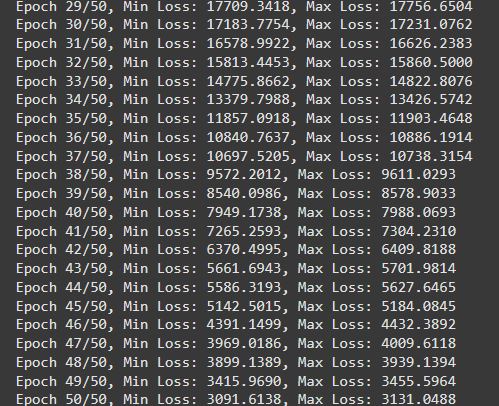 Epoch 29/50, Min Loss: 17709.3418, Max Loss: 17756.6504
Epoch 30/50, Min Loss: 17183.7754, Max Loss: 17231.0762
Epoch 31/50, Min Loss: 16578.9922, Max Loss: 16626.2383
Epoch 32/50, Min Loss: 15813.4453, Max Loss: 15860.5000
Epoch 33/50, Min Loss: 14775.8662, Max Loss: 14822.8076
Epoch 34/50, Min Loss: 13379.7988, Max Loss: 13426.5742
Epoch 35/50, Min Loss: 11857.0918, Max Loss: 11903.4648
Epoch 36/50, Min Loss: 10840.7637, Max Loss: 10886.1914
Epoch 37/50, Min Loss: 10697.5205, Max Loss: 10738.3154
Epoch 38/50, Min Loss: 9572.2012, Max Loss: 9611.0293
Epoch 39/50, Min Loss: 8540.0986, Max Loss: 8578.9033
Epoch 40/50, Min Loss: 7949.1738, Max Loss: 7988.0693
Epoch 41/50, Min Loss: 7265.2593, Max Loss: 7304.2310
Epoch 42/50, Min Loss: 6370.4995, Max Loss: 6409.8188
Epoch 43/50, Min Loss: 5661.6943, Max Loss: 5701.9814
Epoch 44/50, Min Loss: 5586.3193, Max Loss: 5627.6465
Epoch 45/50, Min Loss: 5142.5015, Max Loss: 5184.0845
Epoch 46/50, Min Loss: 4391.1499, Max Loss: 4432.3892
Epoch 47/50, Min Loss: 3969.0186, Max Loss: 4009.6118
Epoch 48/50, Min Loss: 3899.1389, Max Loss: 3939.1394
Epoch 49/50, Min Loss: 3415.9690, Max Loss: 3455.5964
Epoch 50/50, Min Loss: 3091.6138, Max Loss: 3131.0488